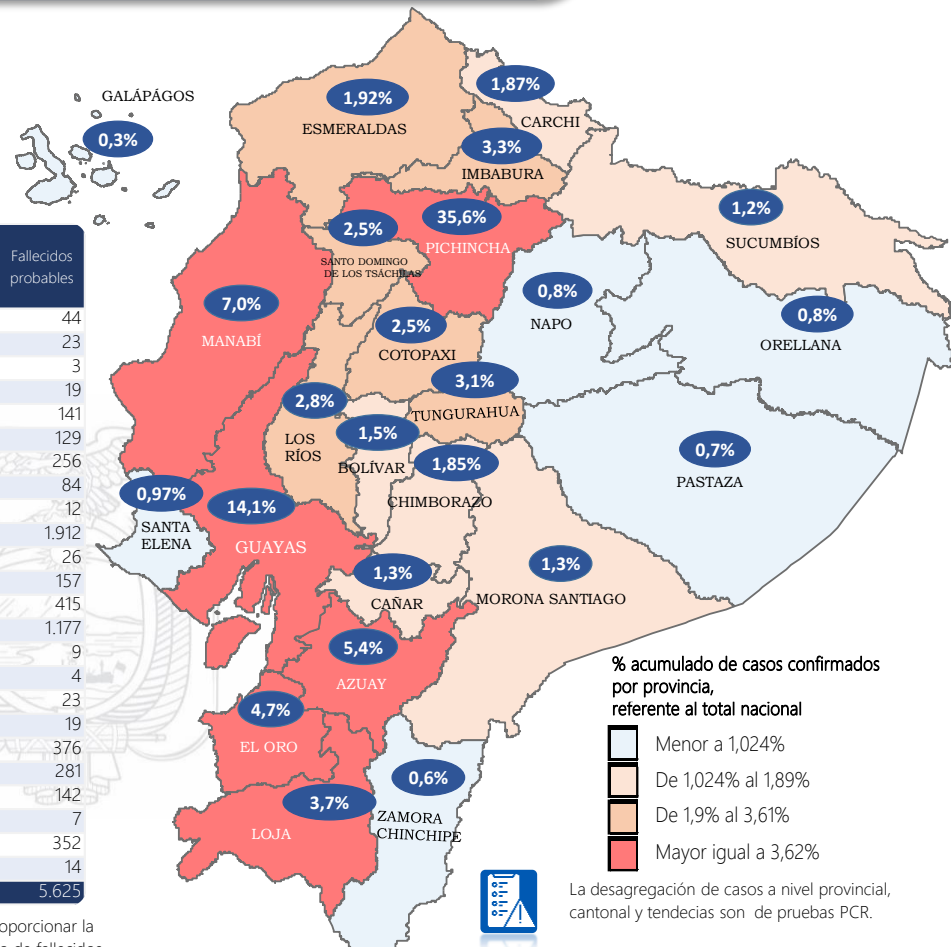 GALÁPÁGOS
0,3%
1,92%
ESMERALDAS
1,87%
CARCHI
3,3%
IMBABURA
1,2%
SUCUMBÍOS
2,5%
SANTO DOMINGO
DE LOS TSÁCHILAS
35,6%
PICHINCHA
7,0%
MANABÍ
0,8%
NAPO
0,8%
ORELLANA
2,5%
COTOPAXI
3,1%
TUNGURAHUA
2,8%
LOS
RÍOS
1,5%
BOLÍVAR
1,85%
CHIMBORAZO
0,7%
PASTAZA
0,97%
SANTA
ELENA
14,1%
GUAYAS
1,3%
CAÑAR
1,3%
MORONA SANTIAGO
5,4%
AZUAY
4,7%
EL ORO
3,7%
LOJA
0,6%
ZAMORA
CHINCHIPE
Fallecidos
probables
44
23
3
19
141
129
256
84
12
1.912
26
157
415
1.177
9
4
23
19
376
281
142
7
352
14
5.625
oporcionar la
o de fallecidos
% acumulado de casos confirmados
por provincia,
referente al total nacional
Menor a 1,024%
De 1,024% al 1,89%
De 1,9% al 3,61%
Mayor igual a 3,62%
La desagregación de casos a nivel provincial,
cantonal y tendecias son de pruebas PCR.